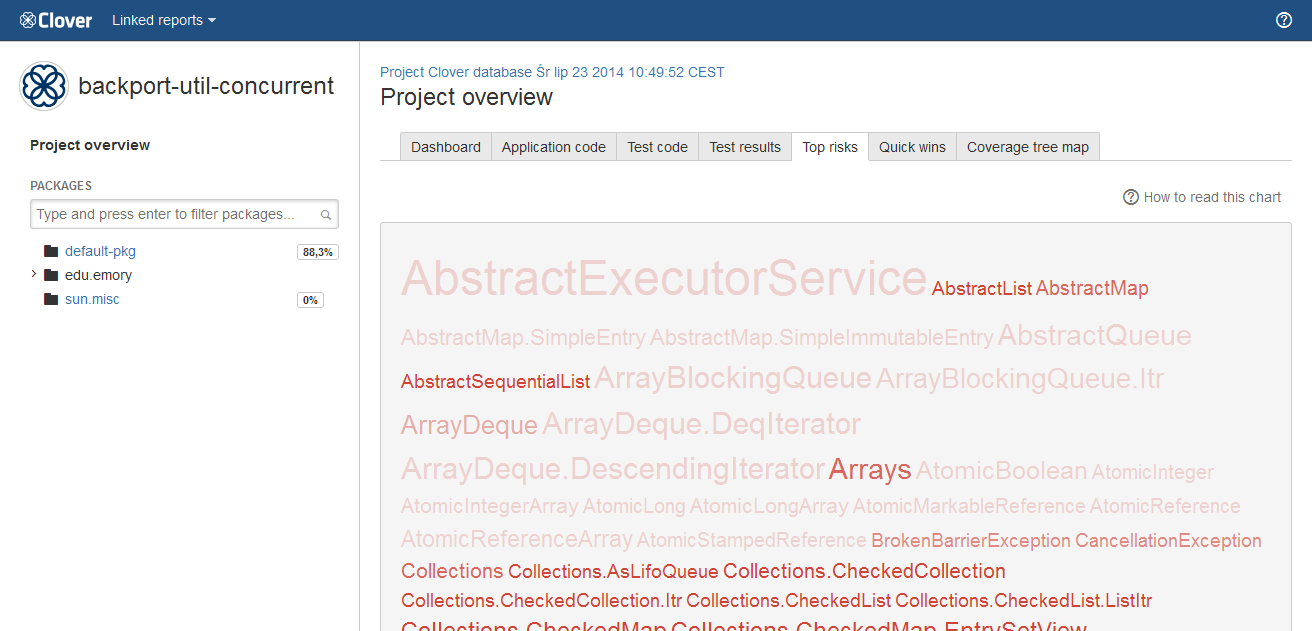 Clover Linked reports
backport-util-concurrent
Project overview
PACKAGES
Type and press enter to filter packages...
default-pkg 88,3%
edu.emory
sun.misc 0%
Project Clover database Śr lip 23 2014 10:49:52 CEST
Project overview
Dashboard Application code Test code Test results Top risks Quick wins Coverage tree map
How to read this chart
AbstractExecutorService AbstractList AbstractMap
AbstractMap.SimpleEntry AbstractMap.SimpleImmutableEntry AbstractQueue
AbstractSequentialList ArrayBlockingQueue ArrayBlockingQueue.Itr
ArrayDeque ArrayDeque.DeqIterator
ArrayDeque.DescendingIterator Arrays AtomicBoolean AtomicInteger
AtomicIntegerArray AtomicLong AtomicLongArray AtomicMarkableReference AtomicReference
AtomicReferenceArray AtomicStampedReference BrokenBarrierException CancellationException
Collections Collections.AsLifoQueue Collections.CheckedCollection
Collections.CheckedCollection.Itr Collections.CheckedList Collections.CheckedList.ListItr
Collections.CheckedMap Collections.CheckedMap.EntrySetView